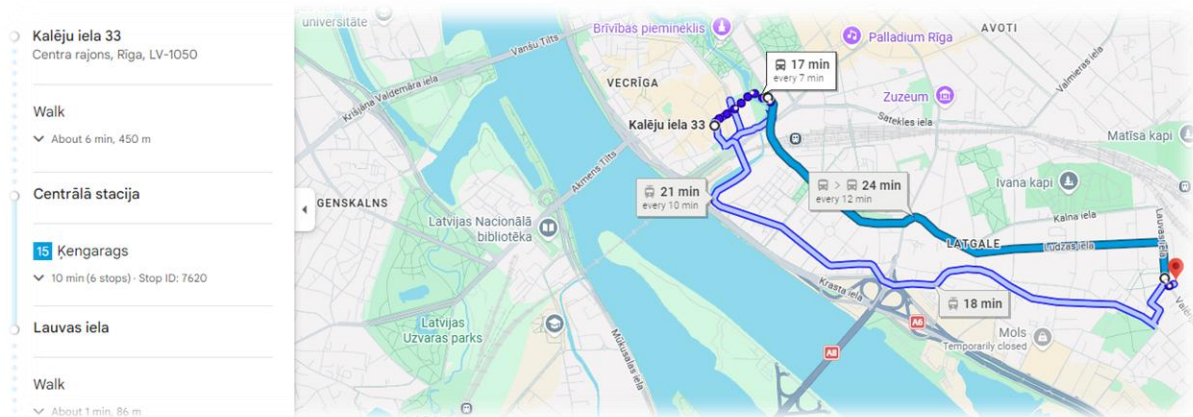 Kalēju iela 33
Centra rajons, Rīga, LV-1050
Walk
About 6 min, 450 m
Centrālā stacija
15 Ķengarags
10 min (6 stops) · Stop ID: 7620
Lauvas iela
Walk
About 1 min, 86 m
universitāte
Vanšu Tilts
Krišjāņa Valdemāra iela
Brīvības piemineklis
Palladium Rīga
AVOTI
Valmieras iela
17 min
every 7 min
VECRĪGA
Zuzeum
Satekles iela
Kalēju iela 33
Matīsa kapi
Akmens Tilts
21 min
every 10 min
24 min
every 12 min
Ivana kapi
Kalna iela
Lauvas iela
GENSKALNS
Latvijas Nacionālā
bibliotēka
LATGALE
Ludzas iela
Krasta iela
18 min
A6
Latvijas
Uzvaras parks
Mūkusalas iela
A8
Mols
Temporarily closed